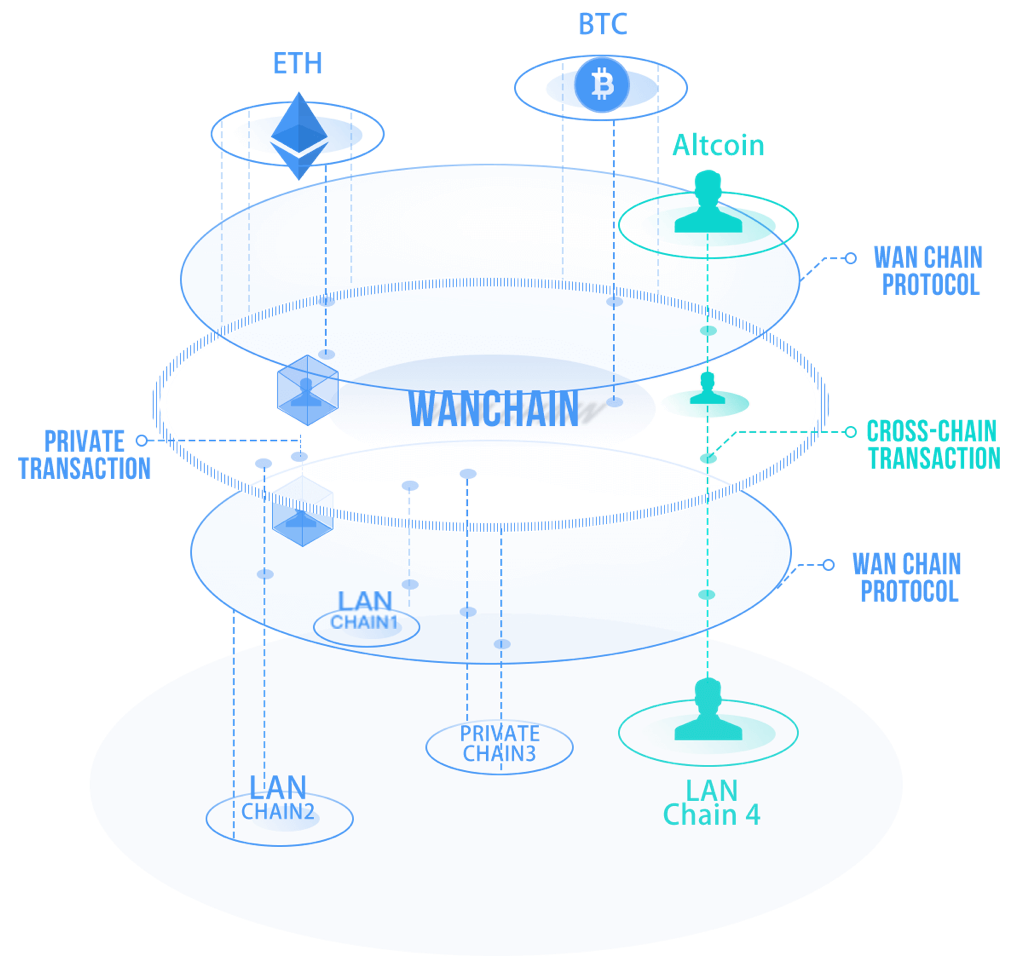 BTC
ETH
Altcoin
WAN CHAIN
PROTOCOL
WANCHAIN
PRIVATE
TRANSACTION
CROSS-CHAIN
TRANSACTION
WAN CHAIN
PROTOCOL
LAN
CHAIN1
PRIVATE
CHAIN3
LAN
CHAIN2
LAN
Chain 4